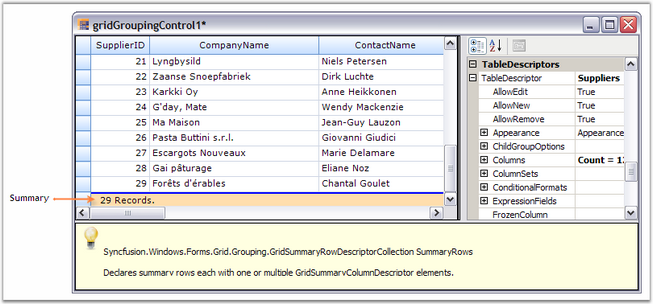 gridGroupingControl1*
SupplierID CompanyName ContactName
21 Lyngbysild Niels Petersen
22 Zaanse Snoepfabriek Dirk Luchte
23 Karkki Oy Anne Heikkonen
24 G'day, Mate Wendy Mackenzie
25 Ma Maison Jean-Guy Lauzon
26 Pasta Buttini s.r.l. Giovanni Giudici
27 Escargots Nouveaux Marie Delamare
28 Gai pâturage Eliane Noz
29 Forêts d'érables Chantal Goulet
29 Records.
Summary
TableDescriptors
TableDescriptor Suppliers
AllowEdit True
AllowNew True
AllowRemove True
Appearance Appearance
ChildGroupOptions
Columns Count = 12
ColumnSets
ConditionalFormats
ExpressionFields
FrozenColumn
Syncfusion.Windows.Forms.Grid.Grouping.GridSummaryRowDescriptorCollection SummaryRows
Declares summary rows each with one or multiple GridSummaryColumnDescriptor elements.